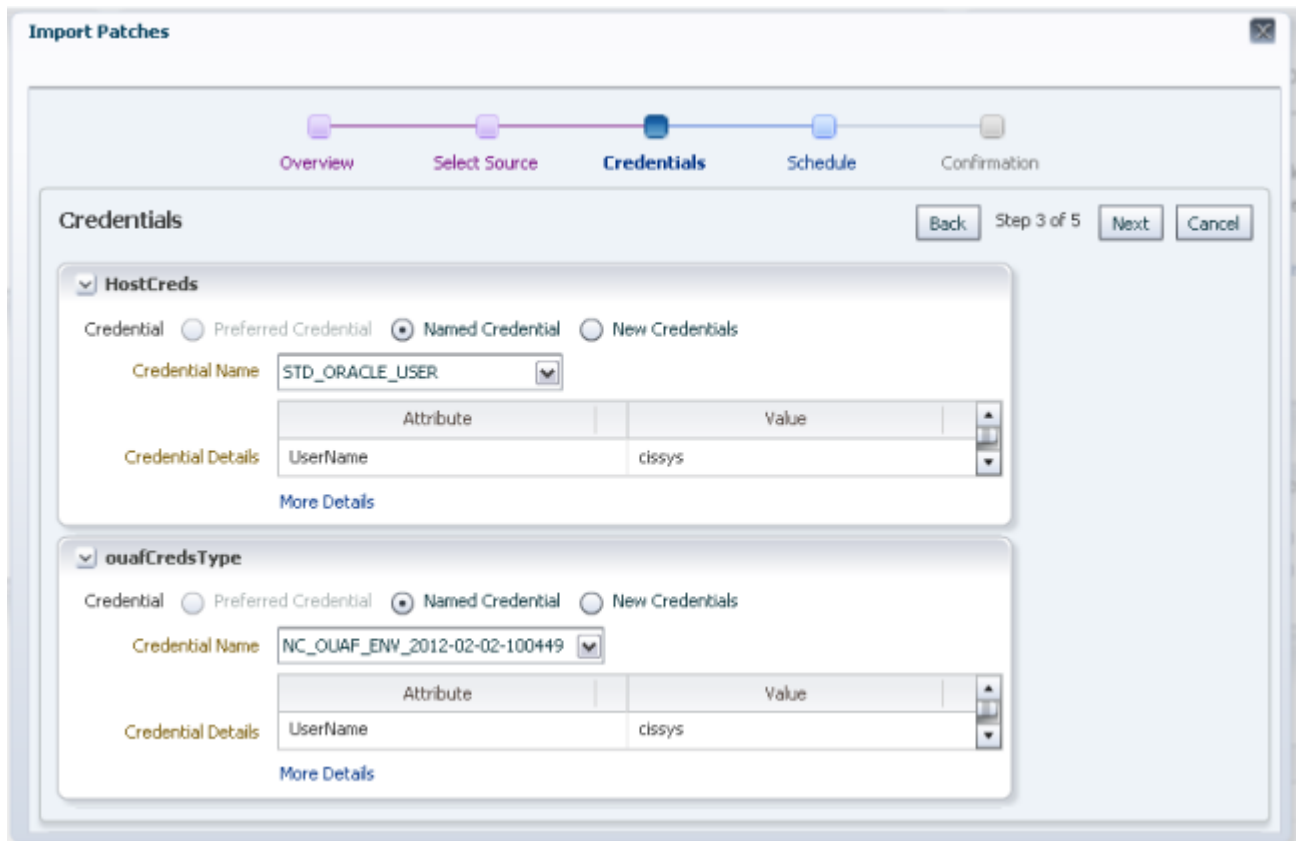 Import Patches
Overview Select Source Credentials Schedule Confirmation
Credentials Back Step 3 of 5 Next Cancel
HostCreds
Credential Preferred Credential Named Credential New Credentials
Credential Name STD_ORACLE_USER
Attribute Value
Credential Details UserName cissys
More Details
ouafCredsType
Credential Preferred Credential Named Credential New Credentials
Credential Name NC_OUAF_ENV_2012-02-02-100449
Attribute Value
Credential Details UserName cissys
More Details